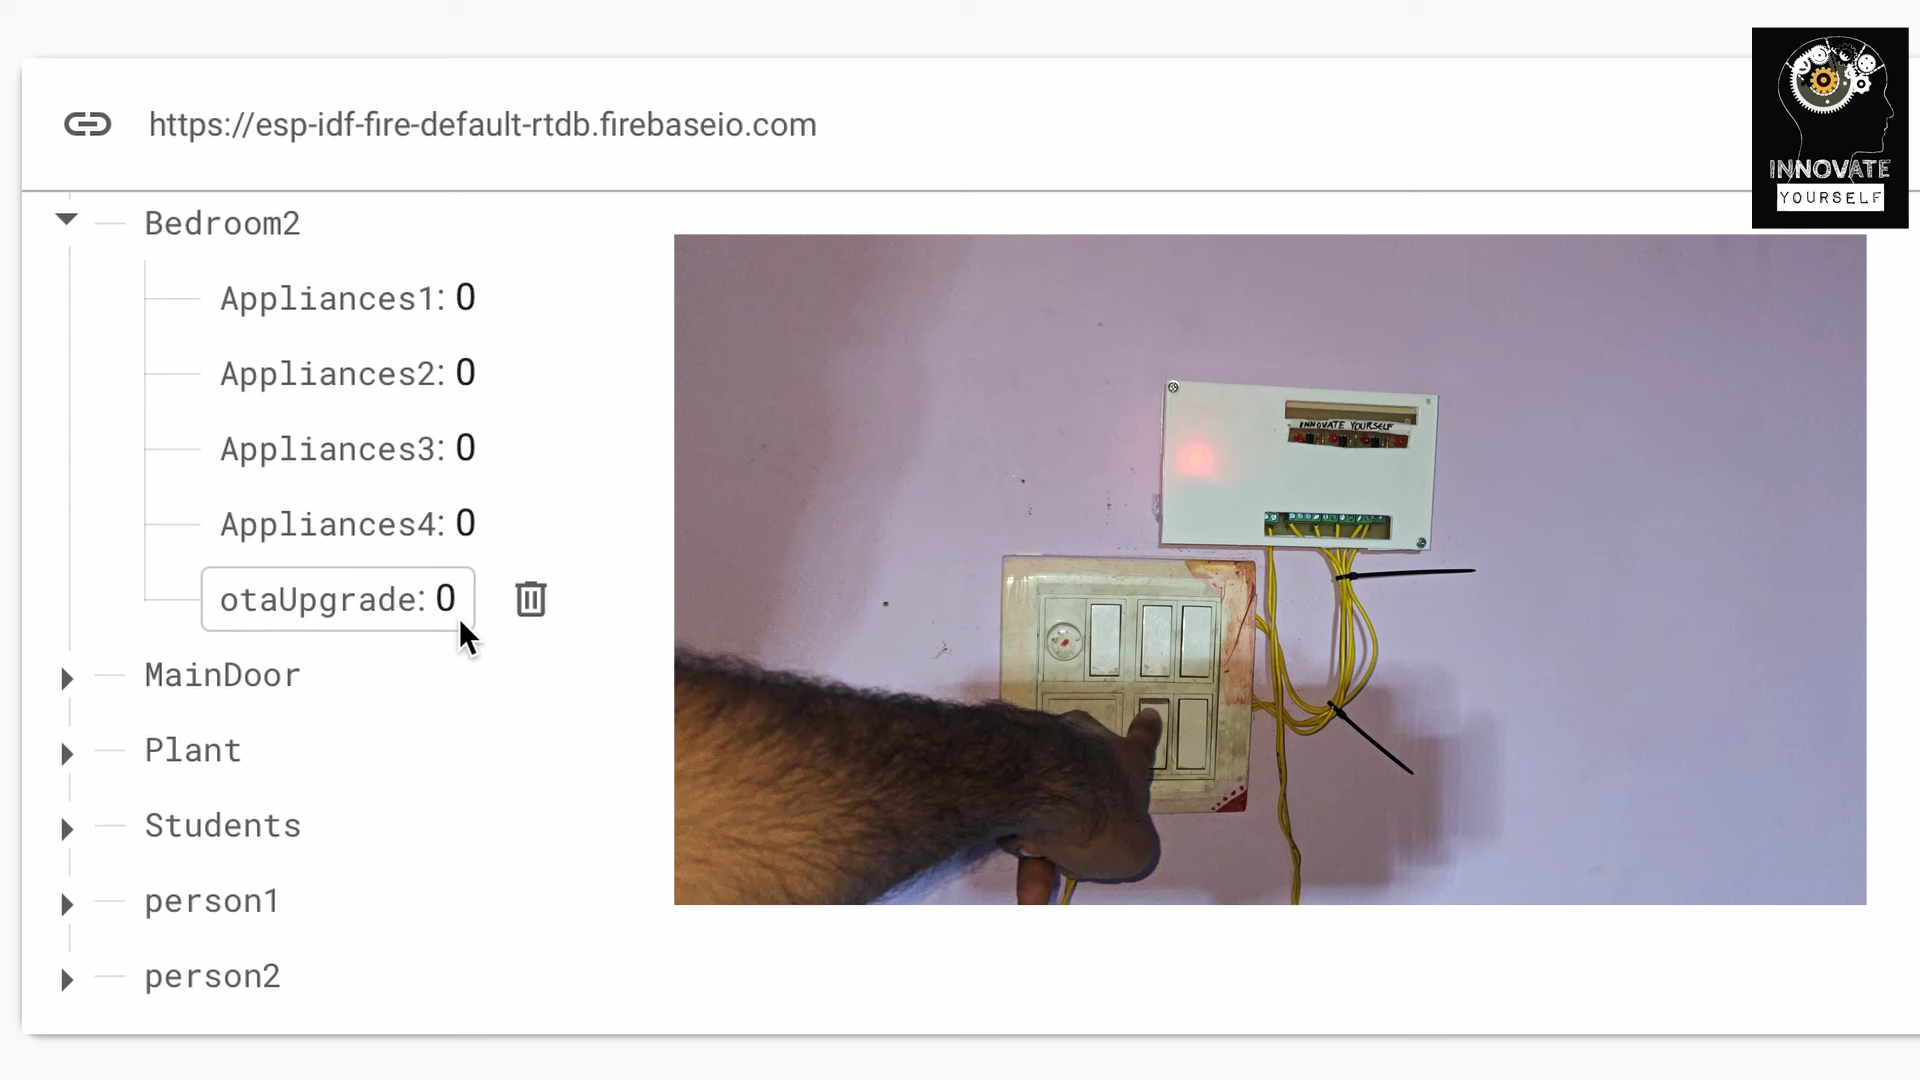 https://esp-idf-fire-default-rtdb.firebaseio.com
INNOVATE
YOURSELF
Bedroom2
Appliances1: 0
Appliances2: 0
Appliances3: 0
Appliances4: 0
otaUpgrade: 0
MainDoor
Plant
Students
person1
person2
INNOVATE YOURSELF